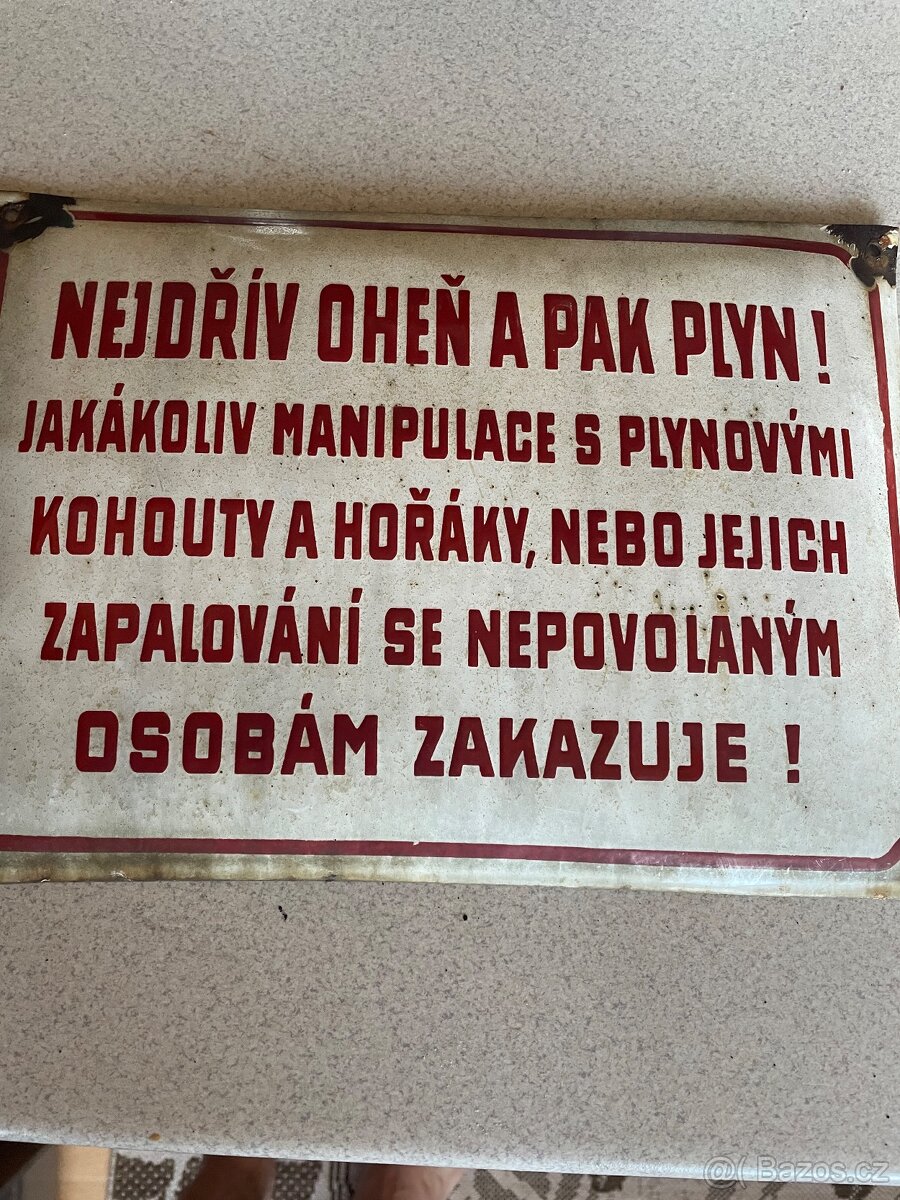 NEJDŘÍV OHEŇ A PAK PLYN!
JAKÁKOLIV MANIPULACE S PLYNOVÝMI
KOHOUTY A HOŘÁKY, NEBO JEJICH
ZAPALOVÁNÍ SE NEPOVOLANÝM
OSOBÁM ZAKAZUJE!
@( Bazos.cz